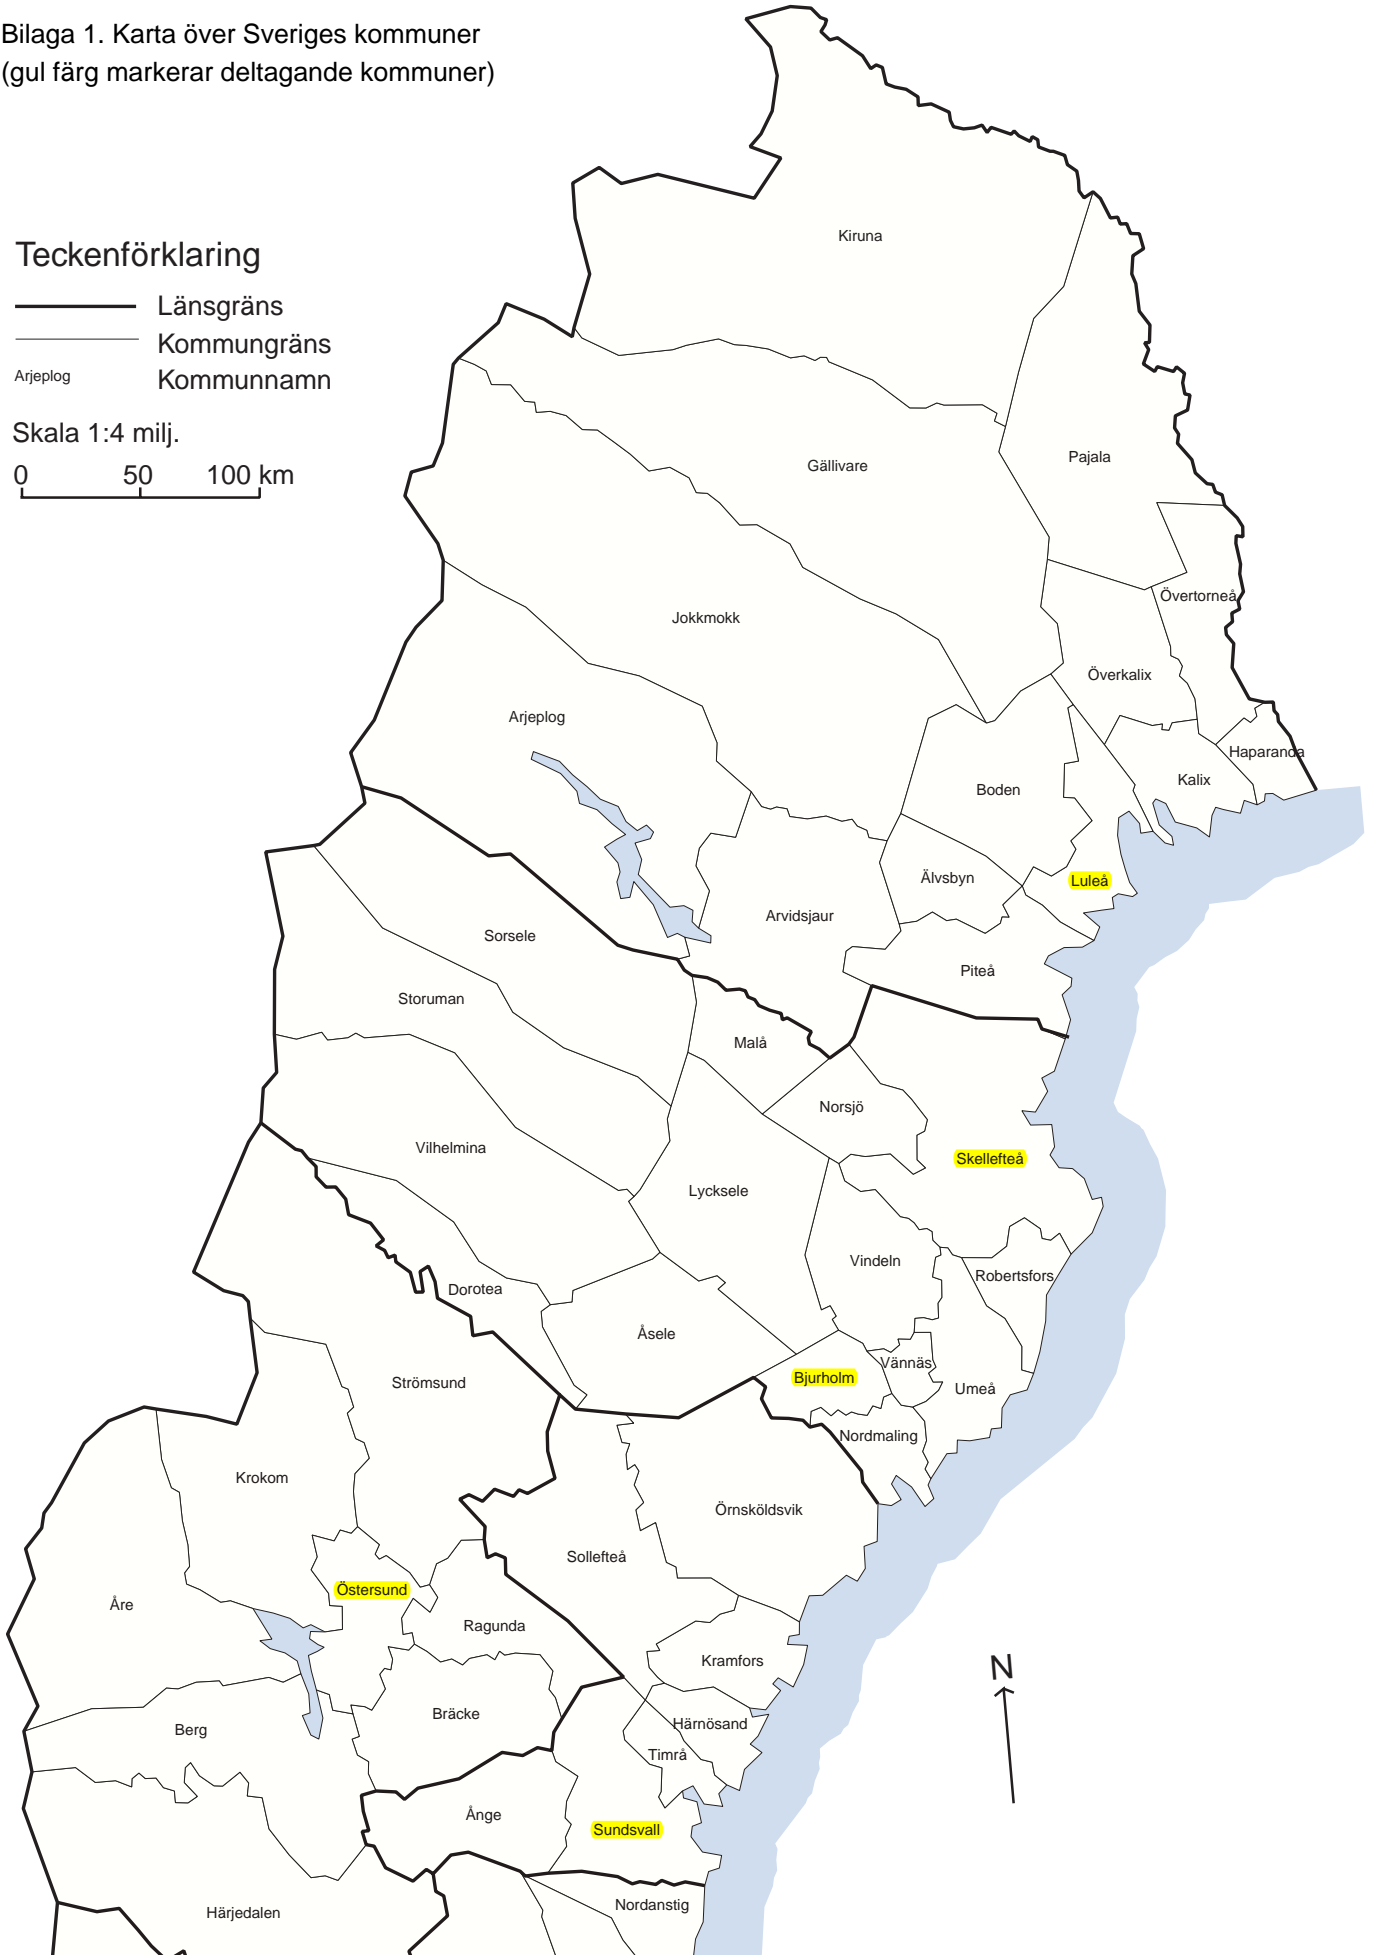 Bilaga 1. Karta över Sveriges kommuner
(gul färg markerar deltagande kommuner)
Teckenförklaring
Länsgräns
Kommungräns
Arjeplog Kommunnamn
Skala 1:4 milj.
0 50 100 km
Kiruna
Pajala
Gällivare
Övertorneå
Jokkmokk
Överkalix
Arjeplog
Haparanda
Kalix
Boden
Älvsbyn
Luleå
Arvidsjaur
Sorsele
Piteå
Storuman
Malå
Norsjö
Vilhelmina
Skellefteå
Lycksele
Vindeln
Robertsfors
Dorotea
Åsele
Vännäs
Bjurholm
Strömsund
Umeå
Nordmaling
Krokom
Örnsköldsvik
Sollefteå
Östersund
Åre
Ragunda
Kramfors
N
Bräcke
Härnösand
Berg
Timrå
Ånge
Sundsvall
Nordanstig
Härjedalen